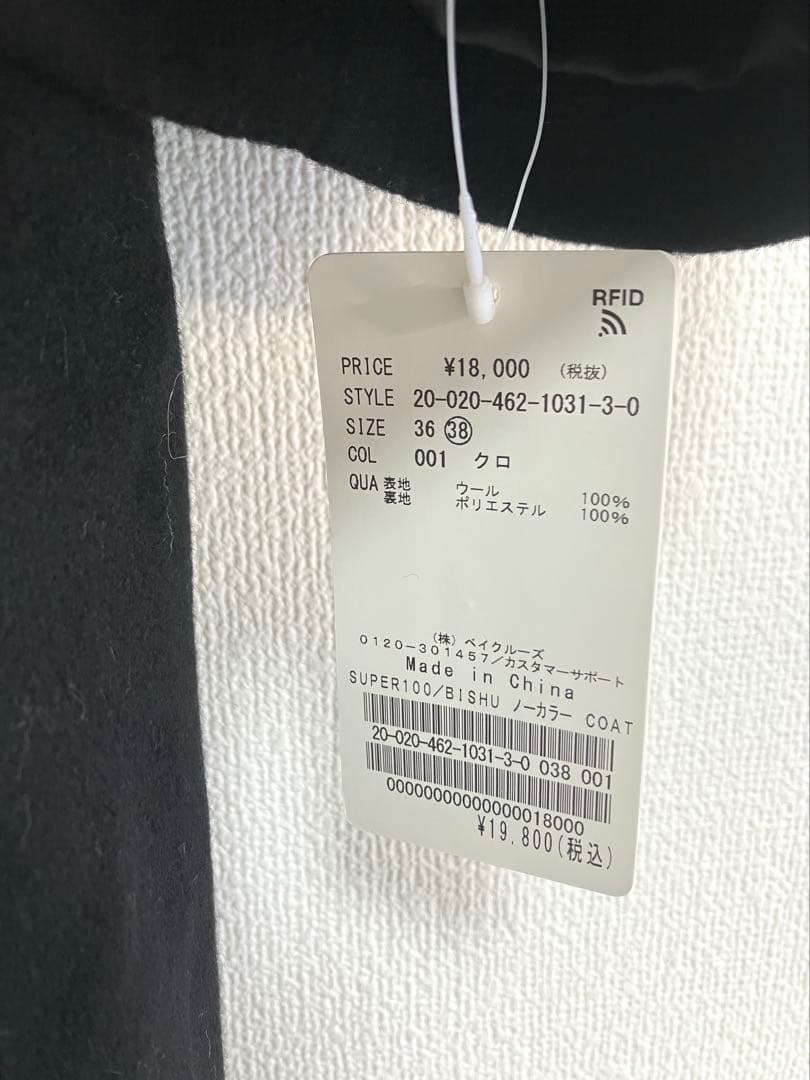 RFID
PRICE ¥18,000 (税抜)
STYLE 20-020-462-1031-3-0
SIZE 36 38
COL 001 クロ
QUA 表地 ウール 100%
裏地 ポリエステル 100%
(株) ベイクルーズ
0120-301457/カスタマーサポート
Made in China
SUPER100/BISHU ノーカラー COAT
20-020-462-1031-3-0 038 001
00000000000000018000
¥19,800(税込)